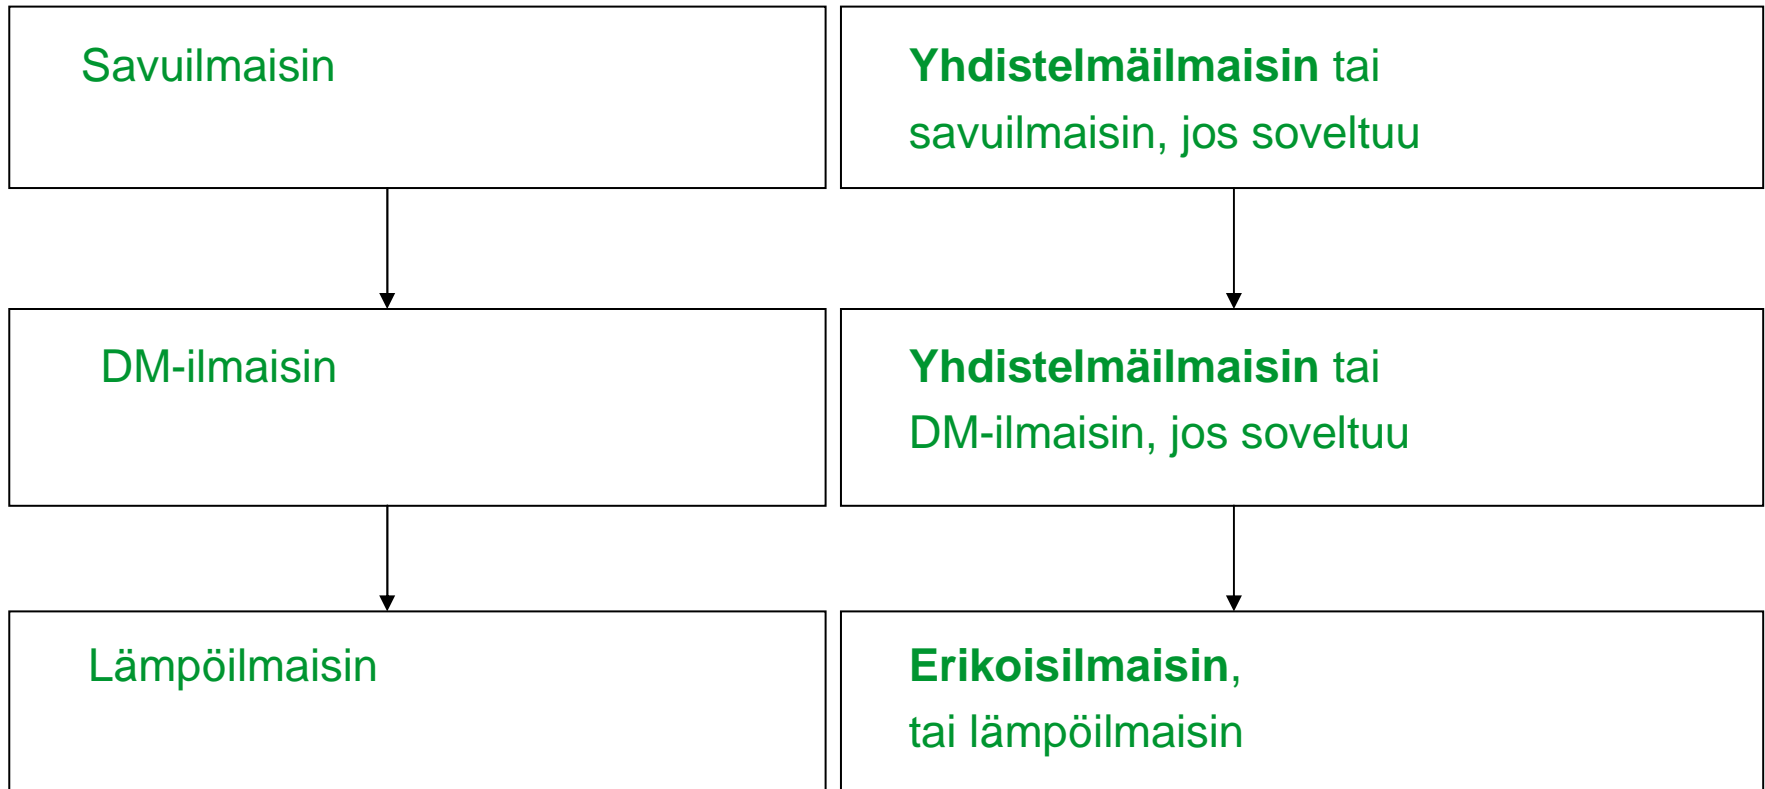 Savuilmaisin
Yhdistelmäilmaisin tai
savuilmaisin, jos soveltuu
DM-ilmaisin
Yhdistelmäilmaisin tai
DM-ilmaisin, jos soveltuu
Lämpöilmaisin
Erikoisilmaisin,
tai lämpöilmaisin